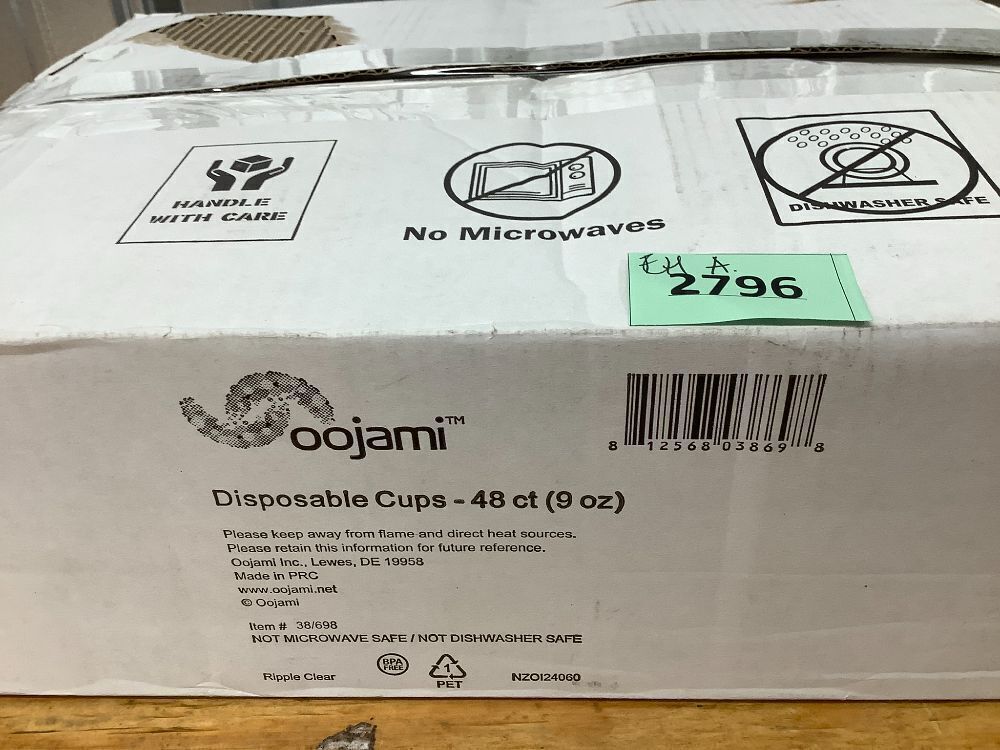 HANDLE
WITH CARE
No Microwaves
DISHWASHER SAFE
EH A.
2796
oojami™
8 12568 03869 8
Disposable Cups - 48 ct (9 oz)
Please keep away from flame and direct heat sources.
Please retain this information for future reference.
Oojami Inc., Lewes, DE 19958
Made in PRC
www.oojami.net
© Oojami
Item # 38/698
NOT MICROWAVE SAFE / NOT DISHWASHER SAFE
BPA
FREE
1
PET
Ripple Clear
NZOI24060